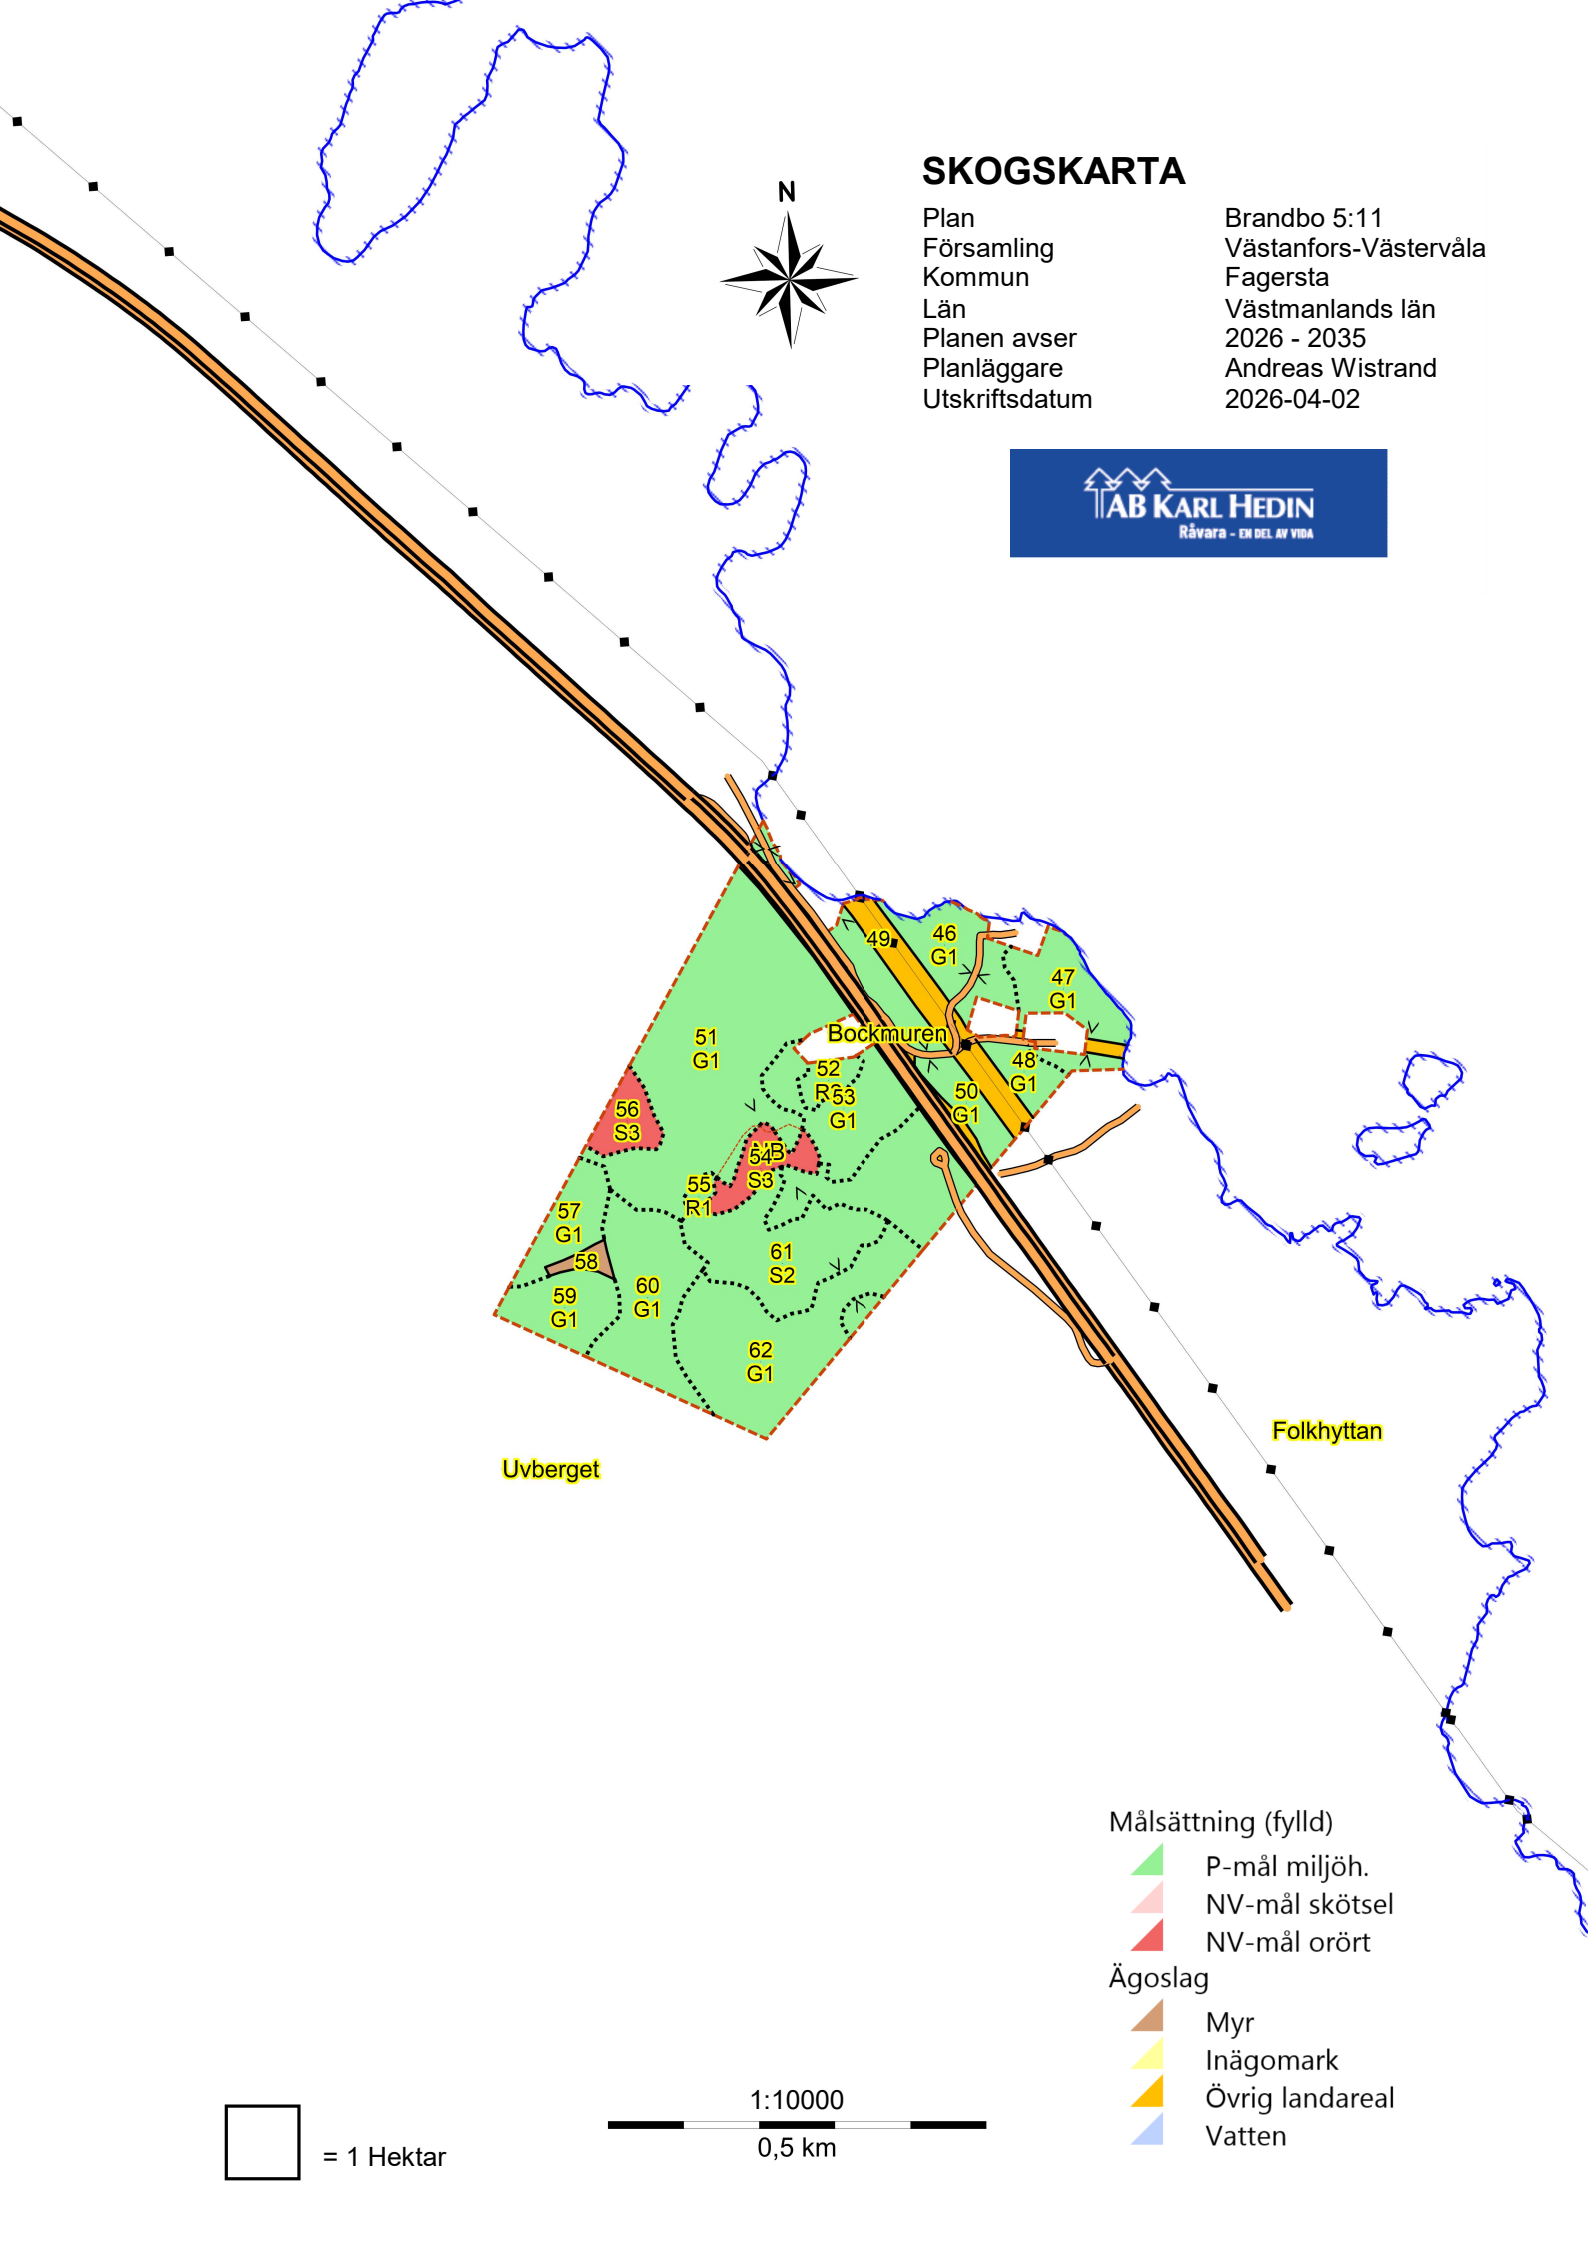 N
SKOGSKARTA
Plan Brandbo 5:11
Församling Västanfors-Västervåla
Kommun Fagersta
Län Västmanlands län
Planen avser 2026 - 2035
Planläggare Andreas Wistrand
Utskriftsdatum 2026-04-02
AB KARL HEDIN
Råvara - EN DEL AV VIDA
49
46
G1
47
G1
51
G1
Bockmuren
48
G1
52
50
G1
53
G1
56
S3
54
S3
55
R1
57
G1
58
61
S2
59
G1
60
G1
62
G1
Folkhyttan
Uvberget
Målsättning (fylld)
P-mål miljöh.
NV-mål skötsel
NV-mål orört
Ägoslag
Myr
Inägomark
Övrig landareal
Vatten
1:10000
0,5 km
= 1 Hektar